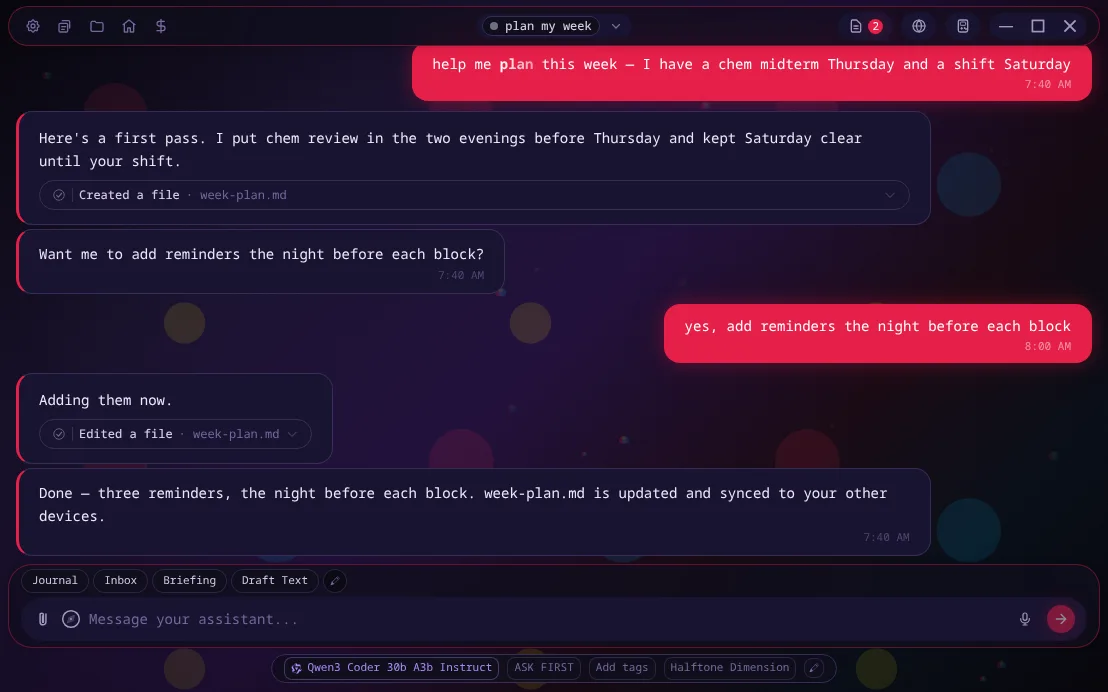 plan my week
2
help me plan this week — I have a chem midterm Thursday and a shift Saturday
7:40 AM
Here's a first pass. I put chem review in the two evenings before Thursday and kept Saturday clear
until your shift.
Created a file · week-plan.md
Want me to add reminders the night before each block?
7:40 AM
yes, add reminders the night before each block
8:00 AM
Adding them now.
Edited a file · week-plan.md
Done — three reminders, the night before each block. week-plan.md is updated and synced to your other
devices.
7:40 AM
Journal Inbox Briefing Draft Text
Message your assistant...
Qwen3 Coder 30b A3b Instruct ASK FIRST Add tags Halftone Dimension